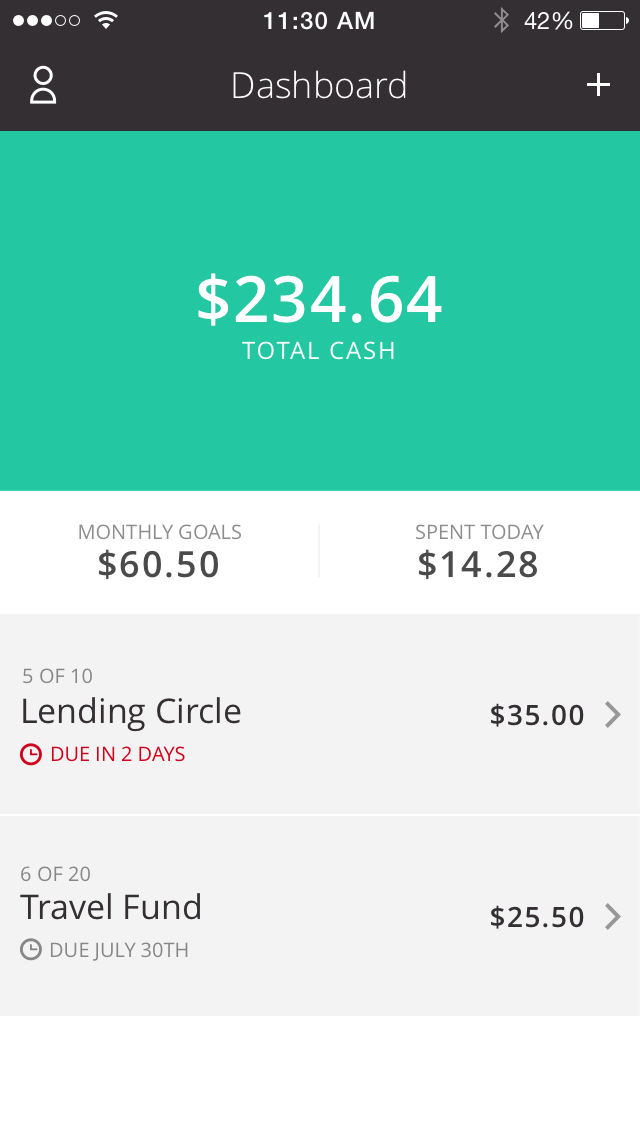 11:30 AM 42%
Dashboard
$234.64
TOTAL CASH
MONTHLY GOALS
$60.50
SPENT TODAY
$14.28
5 OF 10
Lending Circle
DUE IN 2 DAYS
$35.00
6 OF 20
Travel Fund
DUE JULY 30TH
$25.50